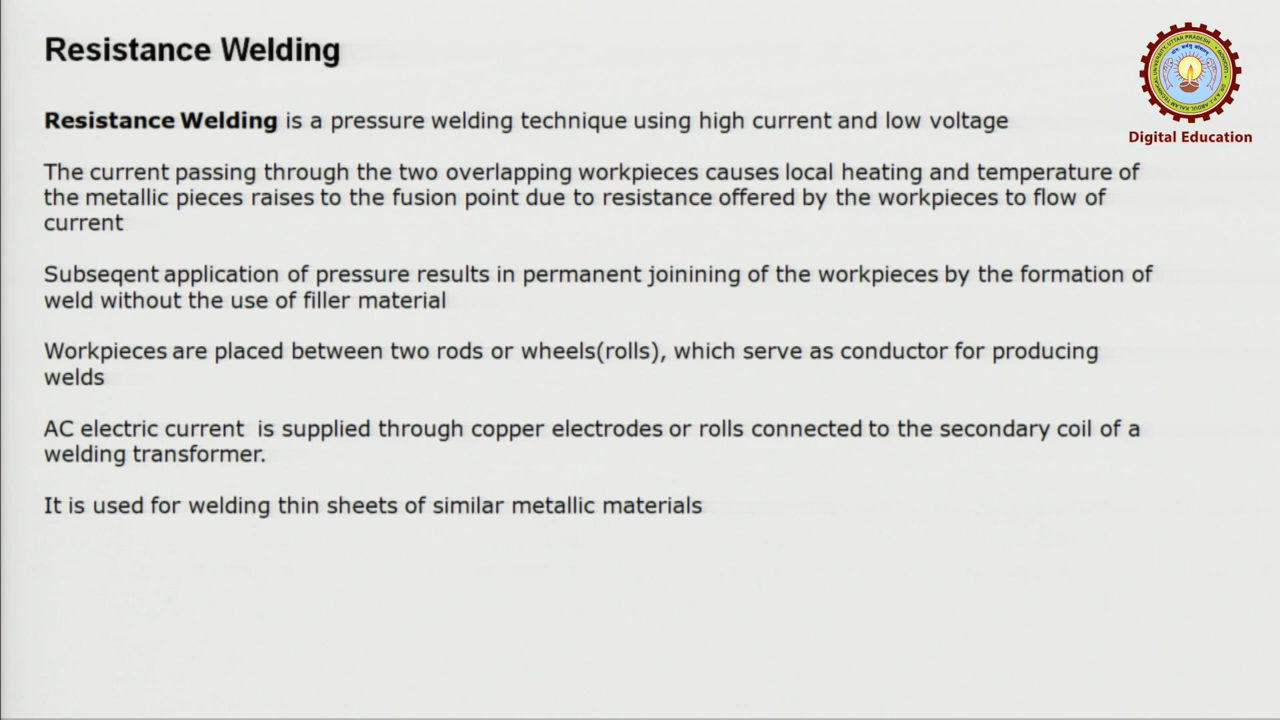 Resistance Welding
Resistance Welding is a pressure welding technique using high current and low voltage
The current passing through the two overlapping workpieces causes local heating and temperature of
the metallic pieces raises to the fusion point due to resistance offered by the workpieces to flow of
current
Subseqent application of pressure results in permanent joinining of the workpieces by the formation of
weld without the use of filler material
Workpieces are placed between two rods or wheels(rolls), which serve as conductor for producing
welds
AC electric current is supplied through copper electrodes or rolls connected to the secondary coil of a
welding transformer.
It is used for welding thin sheets of similar metallic materials
Digital Education